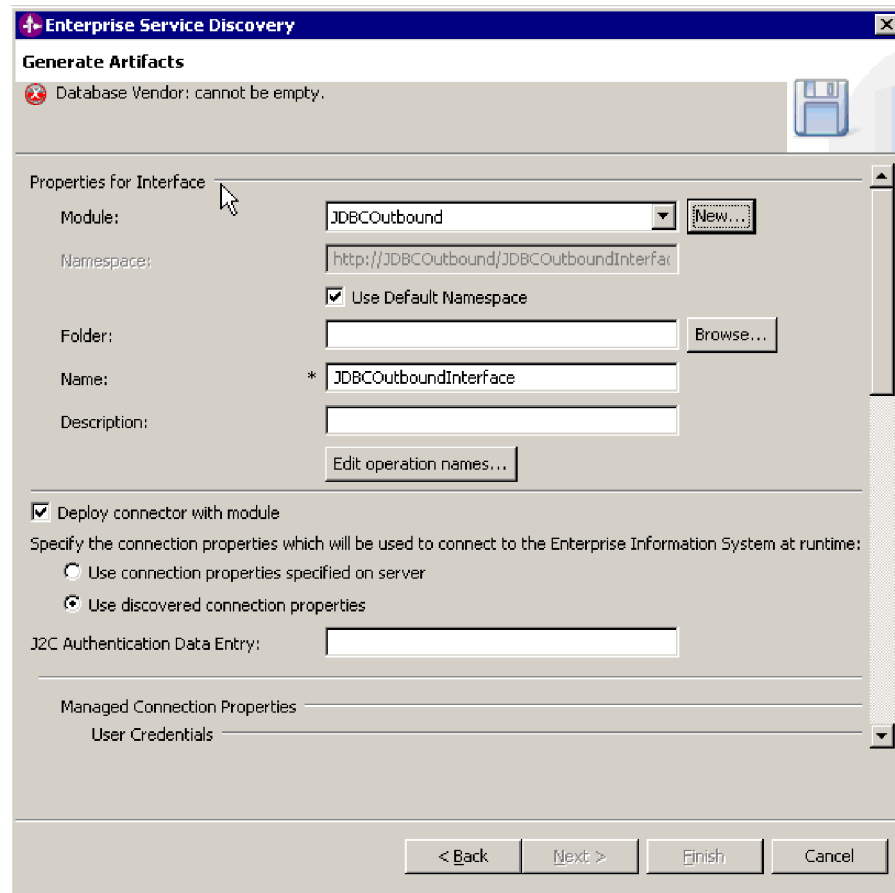 Enterprise Service Discovery
Generate Artifacts
Database Vendor: cannot be empty.
Properties for Interface
Module: JDBCOutbound New...
Namespace: http://JDBCOutbound/JDBCOutboundInterfac
Use Default Namespace
Folder: Browse...
Name: * JDBCOutboundInterface
Description:
Edit operation names...
Deploy connector with module
Specify the connection properties which will be used to connect to the Enterprise Information System at runtime:
Use connection properties specified on server
Use discovered connection properties
J2C Authentication Data Entry:
Managed Connection Properties
User Credentials
< Back Next > Finish Cancel